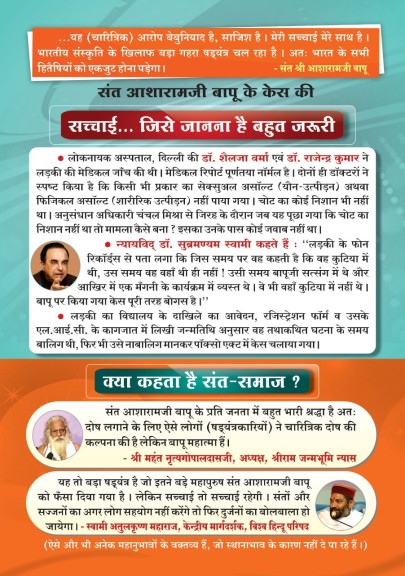 ...यह (चारित्रिक) आरोप बेबुनियाद है, साजिश है । मेरी सच्चाई मेरे साथ है ।
भारतीय संस्कृति के खिलाफ बड़ा गहरा षड्यंत्र चल रहा है । अतः भारत के सभी
हितैषियों को एकजुट होना पड़ेगा ।
- संत श्री आशारामजी बापू
संत आशारामजी बापू के केस की
सच्चाई... जिसे जानना है बहुत जरूरी
● लोकनायक अस्पताल, दिल्ली की डॉ. शैलजा वर्मा एवं डॉ. राजेन्द्र कुमार ने
लड़की की मेडिकल जाँच की थी । मेडिकल रिपोर्ट पूर्णतया नॉर्मल है । दोनों ही डॉक्टरों ने
स्पष्ट किया है कि किसी भी प्रकार का सेक्सुअल असॉल्ट (यौन-उत्पीड़न) अथवा
फिजिकल असॉल्ट (शारीरिक उत्पीड़न) नहीं पाया गया । चोट का कोई निशान भी नहीं
था । अनुसंधान अधिकारी चंचल मिश्रा से जिरह के दौरान जब यह पूछा गया कि चोट का
निशान नहीं था तो मामला कैसे बना ? इसका उनके पास कोई जवाब नहीं था ।
● न्यायविद् डॉ. सुब्रमण्यम स्वामी कहते हैं : ‘‘लड़की के फोन
रिकॉर्ड्स से पता लगा कि जिस समय पर वह कहती है कि वह कुटिया में
थी, उस समय वह वहाँ थी ही नहीं ! उसी समय बापूजी सत्संग में थे और
आखिर में एक मँगनी के कार्यक्रम में व्यस्त थे । वे भी वहाँ कुटिया में नहीं थे ।
बापू पर किया गया केस पूरी तरह बोगस है ।’’
● लड़की का विद्यालय के दाखिले का आवेदन, रजिस्ट्रेशन फॉर्म व उसके
एल.आई.सी. के कागजात में लिखी जन्मतिथि अनुसार वह तथाकथित घटना के समय
बालिग थी, फिर भी उसे नाबालिग मानकर पॉक्सो एक्ट में केस चलाया गया ।
क्या कहता है संत-समाज ?
संत आशारामजी बापू के प्रति जनता में बहुत भारी श्रद्धा है अतः
दोष लगाने के लिए ऐसे लोगों (षड्यंत्रकारियों) ने चारित्रिक दोष की
कल्पना की है लेकिन बापू महात्मा हैं ।
- श्री महंत नृत्यगोपालदासजी, अध्यक्ष, श्रीराम जन्मभूमि न्यास
यह तो बड़ा षड्यंत्र है जो इतने बड़े महापुरुष संत आशारामजी बापू
को फँसा दिया गया है । लेकिन सच्चाई तो सच्चाई रहेगी । संतों और
सज्जनों का अगर लोग सहयोग नहीं करेंगे तो फिर दुर्जनों का बोलबाला हो
जायेगा । - स्वामी अतुलकृष्ण महाराज, केन्द्रीय मार्गदर्शक, विश्व हिन्दू परिषद
(ऐसे और भी अनेक महानुभावों के वक्तव्य हैं, जो स्थानाभाव के कारण नहीं दे पा रहे हैं ।)